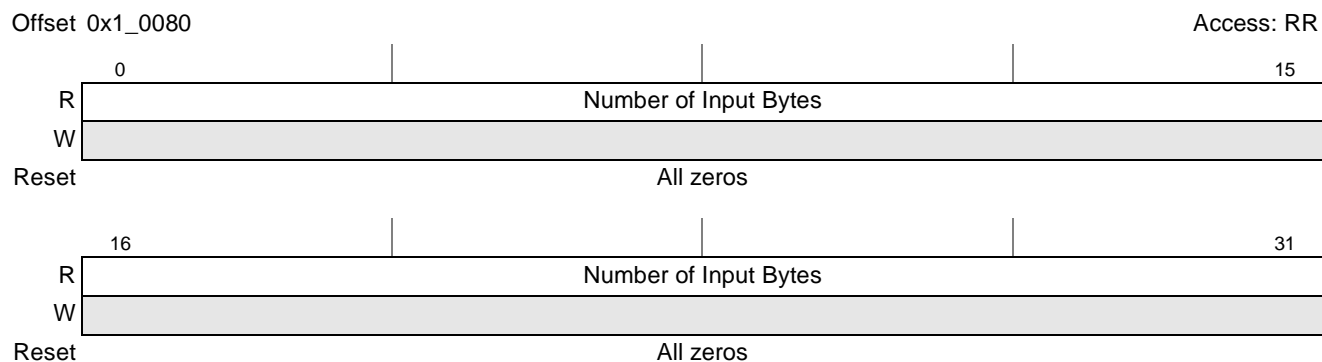 Offset 0x1_0080 Access: RR
0 15
R Number of Input Bytes
W
Reset All zeros
16 31
R Number of Input Bytes
W
Reset All zeros